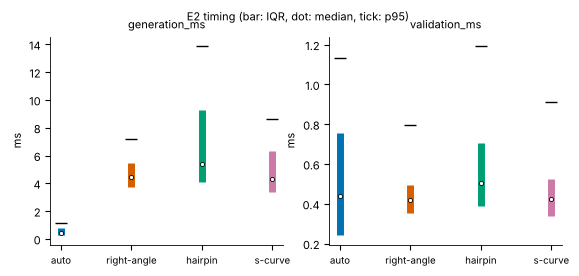 E2 timing (bar: IQR, dot: median, tick: p95)
generation_ms
validation_ms
ms
14
12
10
8
6
4
2
0
auto
right-angle
hairpin
s-curve
ms
1.2
1.0
0.8
0.6
0.4
0.2
auto
right-angle
hairpin
s-curve